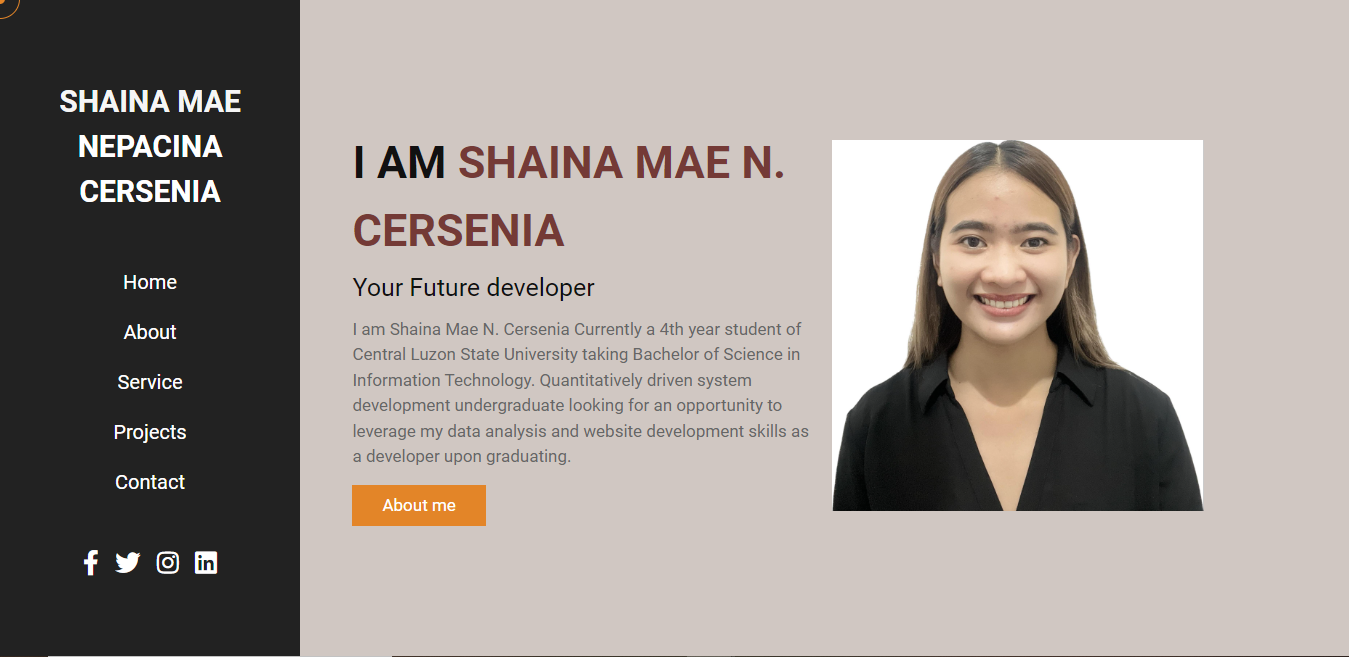 SHAINA MAE
NEPACINA
CERSENIA
Home
About
Service
Projects
Contact
I AM SHAINA MAE N.
CERSENIA
Your Future developer
I am Shaina Mae N. Cersenia Currently a 4th year student of
Central Luzon State University taking Bachelor of Science in
Information Technology. Quantitatively driven system
development undergraduate looking for an opportunity to
leverage my data analysis and website development skills as
a developer upon graduating.
About me